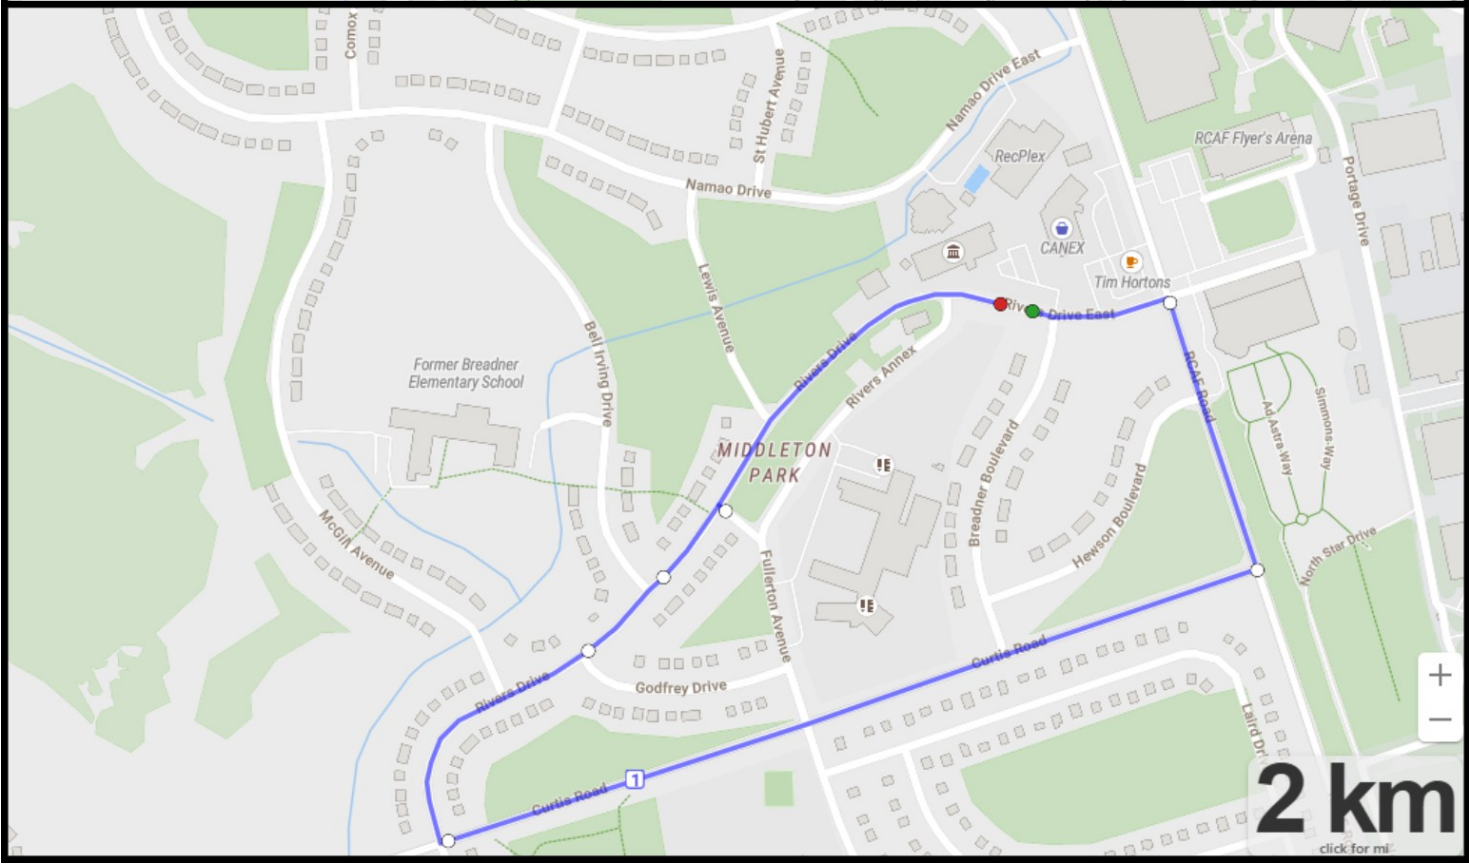 Comox
St Hubert Avenue
Namao Drive East
RCAF Flyer's Arena
RecPlex
Portage Drive
Namao Drive
CANEX
Tim Hortons
Lewis Avenue
Drive East
Bell Irving Drive
Rivers Drive
Rivers Annex
RCAF Road
Former Breadner
Elementary School
Ad Astra Way
Simmons Way
MIDDLETON
PARK
Breadner Boulevard
Hewson Boulevard
McGill Avenue
North Star Drive
Fullerton Avenue
Curtis Road
Rivers Drive
Godfrey Drive
Laird
1
Curtis Road
+
−
2 km
click for mi